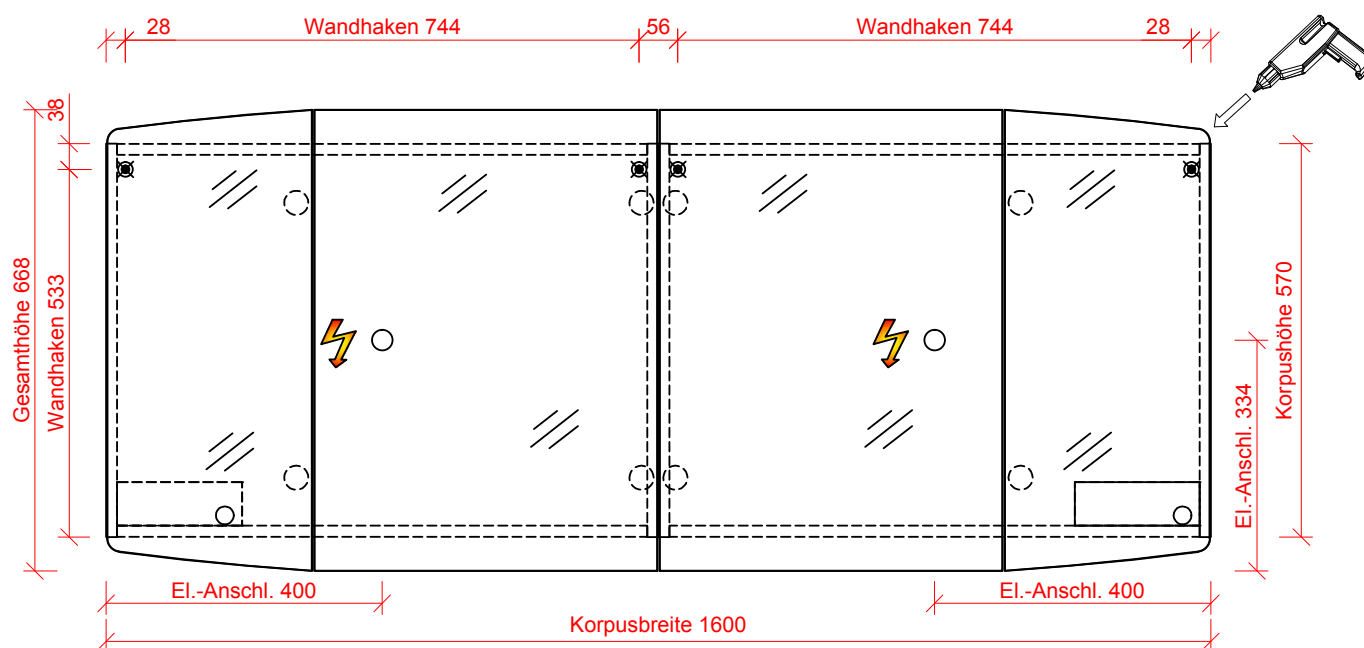 28
Wandhaken 744
56
Wandhaken 744
28
38
Gesamthöhe 668
Wandhaken 533
Korpushöhe 570
El.-Anschl. 334
El.-Anschl. 400
El.-Anschl. 400
Korpusbreite 1600